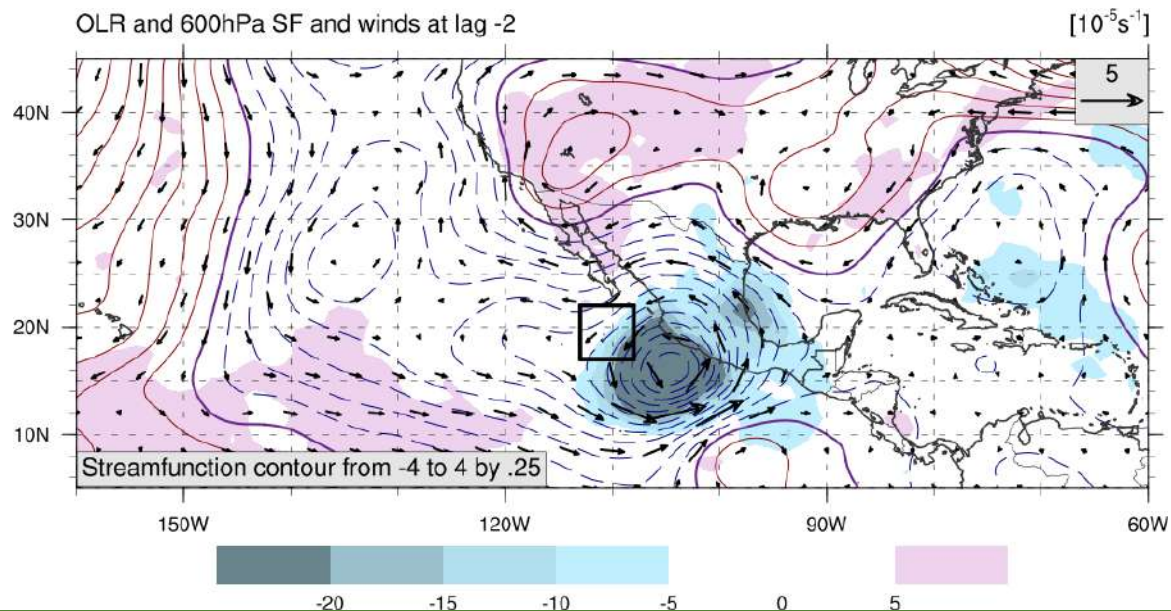 OLR and 600hPa SF and winds at lag -2
[10⁻⁵s⁻¹]
5
40N
30N
20N
10N
Streamfunction contour from -4 to 4 by .25
150W 120W 90W 60W
-20 -15 -10 -5 0 5